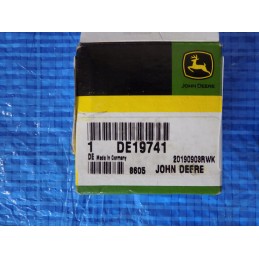 JOHN DEERE
1 DE19741
DE Made in Germany
20190903RWK
8605 JOHN DEERE